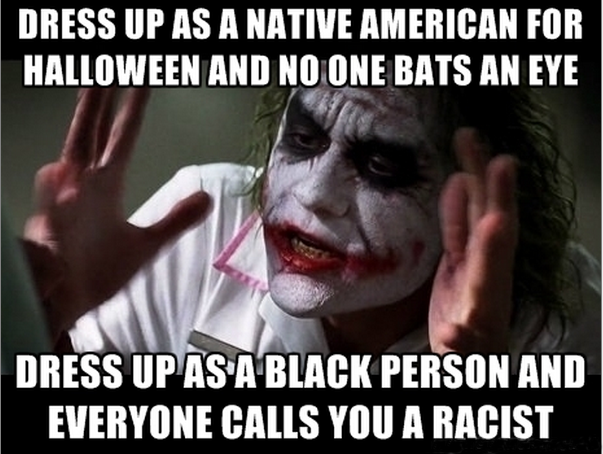 DRESS UP AS A NATIVE AMERICAN FOR
HALLOWEEN AND NO ONE BATS AN EYE
DRESS UP AS A BLACK PERSON AND
EVERYONE CALLS YOU A RACIST